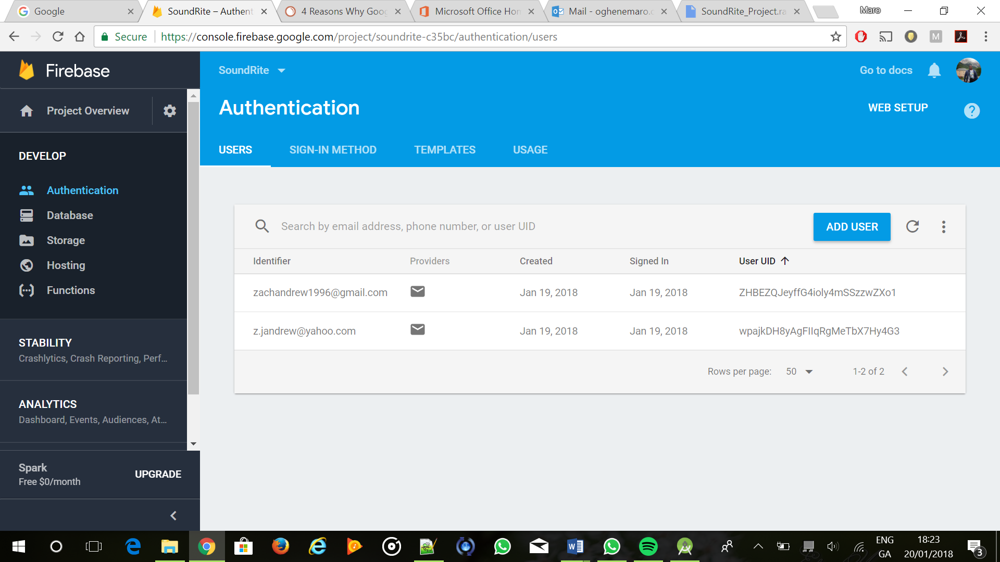 Google
SoundRite – Authent
4 Reasons Why Goog
Microsoft Office Hom
Mail - oghenemaro.c
SoundRite_Project.ra
Maro
Secure
https://console.firebase.google.com/project/soundrite-c35bc/authentication/users
M
Firebase
SoundRite
Go to docs
Project Overview
Authentication
WEB SETUP
?
USERS
SIGN-IN METHOD
TEMPLATES
USAGE
DEVELOP
Authentication
Database
Storage
Hosting
Functions
STABILITY
Crashlytics, Crash Reporting, Perf...
ANALYTICS
Dashboard, Events, Audiences, At...
Spark
Free $0/month
UPGRADE
Search by email address, phone number, or user UID
ADD USER
Identifier Providers Created Signed In User UID
zachandrew1996@gmail.com Jan 19, 2018 Jan 19, 2018 ZHBEZQJeyffG4ioly4mSSzzwZXo1
z.jandrew@yahoo.com Jan 19, 2018 Jan 19, 2018 wpajkDH8yAgFIIqRgMeTbX7Hy4G3
Rows per page: 50 1-2 of 2
ENG
GA
18:23
20/01/2018
3